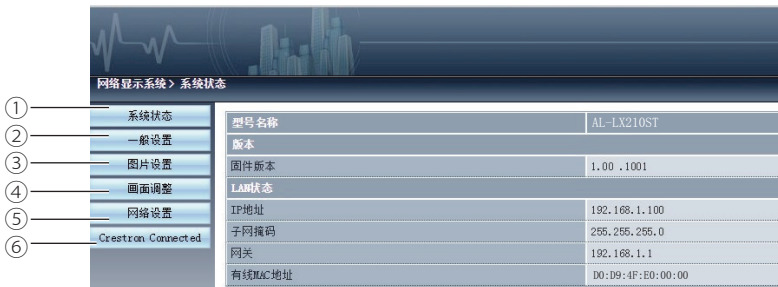 网络显示系统> 系统状态
① 系统状态
② 一般设置
③ 图片设置
④ 画面调整
⑤ 网络设置
⑥ Crestron Connected
型号名称 AL-LX210ST
版本
固件版本 1.00 .1001
LAN状态
IP地址 192.168.1.100
子网掩码 255.255.255.0
网关 192.168.1.1
有线MAC地址 D0:D9:4F:E0:00:00